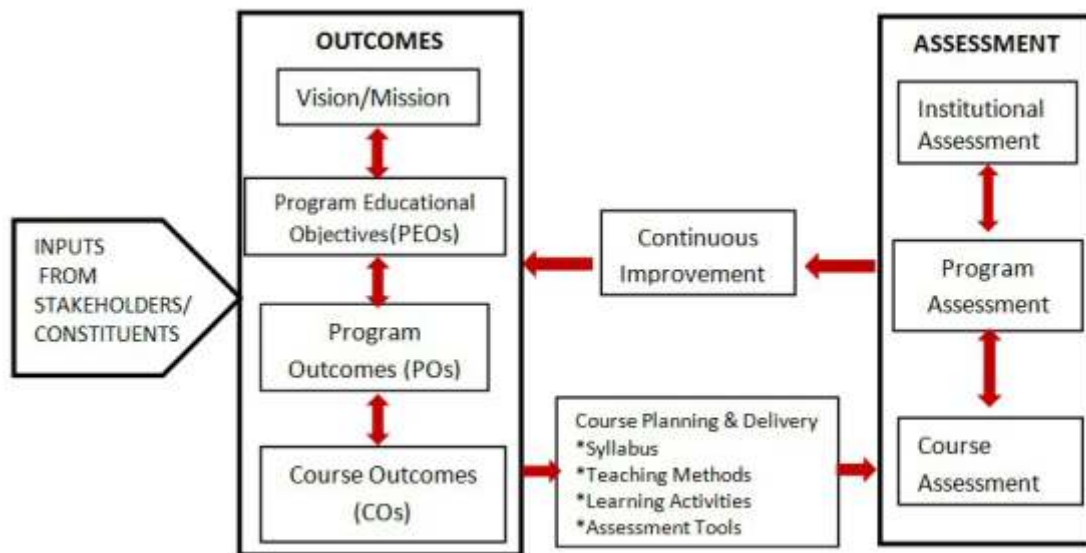 OUTCOMES
Vision/Mission
Program Educational
Objectives(PEOs)
Program
Outcomes (POs)
Course Outcomes
(COs)
INPUTS
FROM
STAKEHOLDERS/
CONSTITUENTS
Continuous
Improvement
Course Planning & Delivery
*Syllabus
*Teaching Methods
*Learning Activities
*Assessment Tools
ASSESSMENT
Institutional
Assessment
Program
Assessment
Course
Assessment